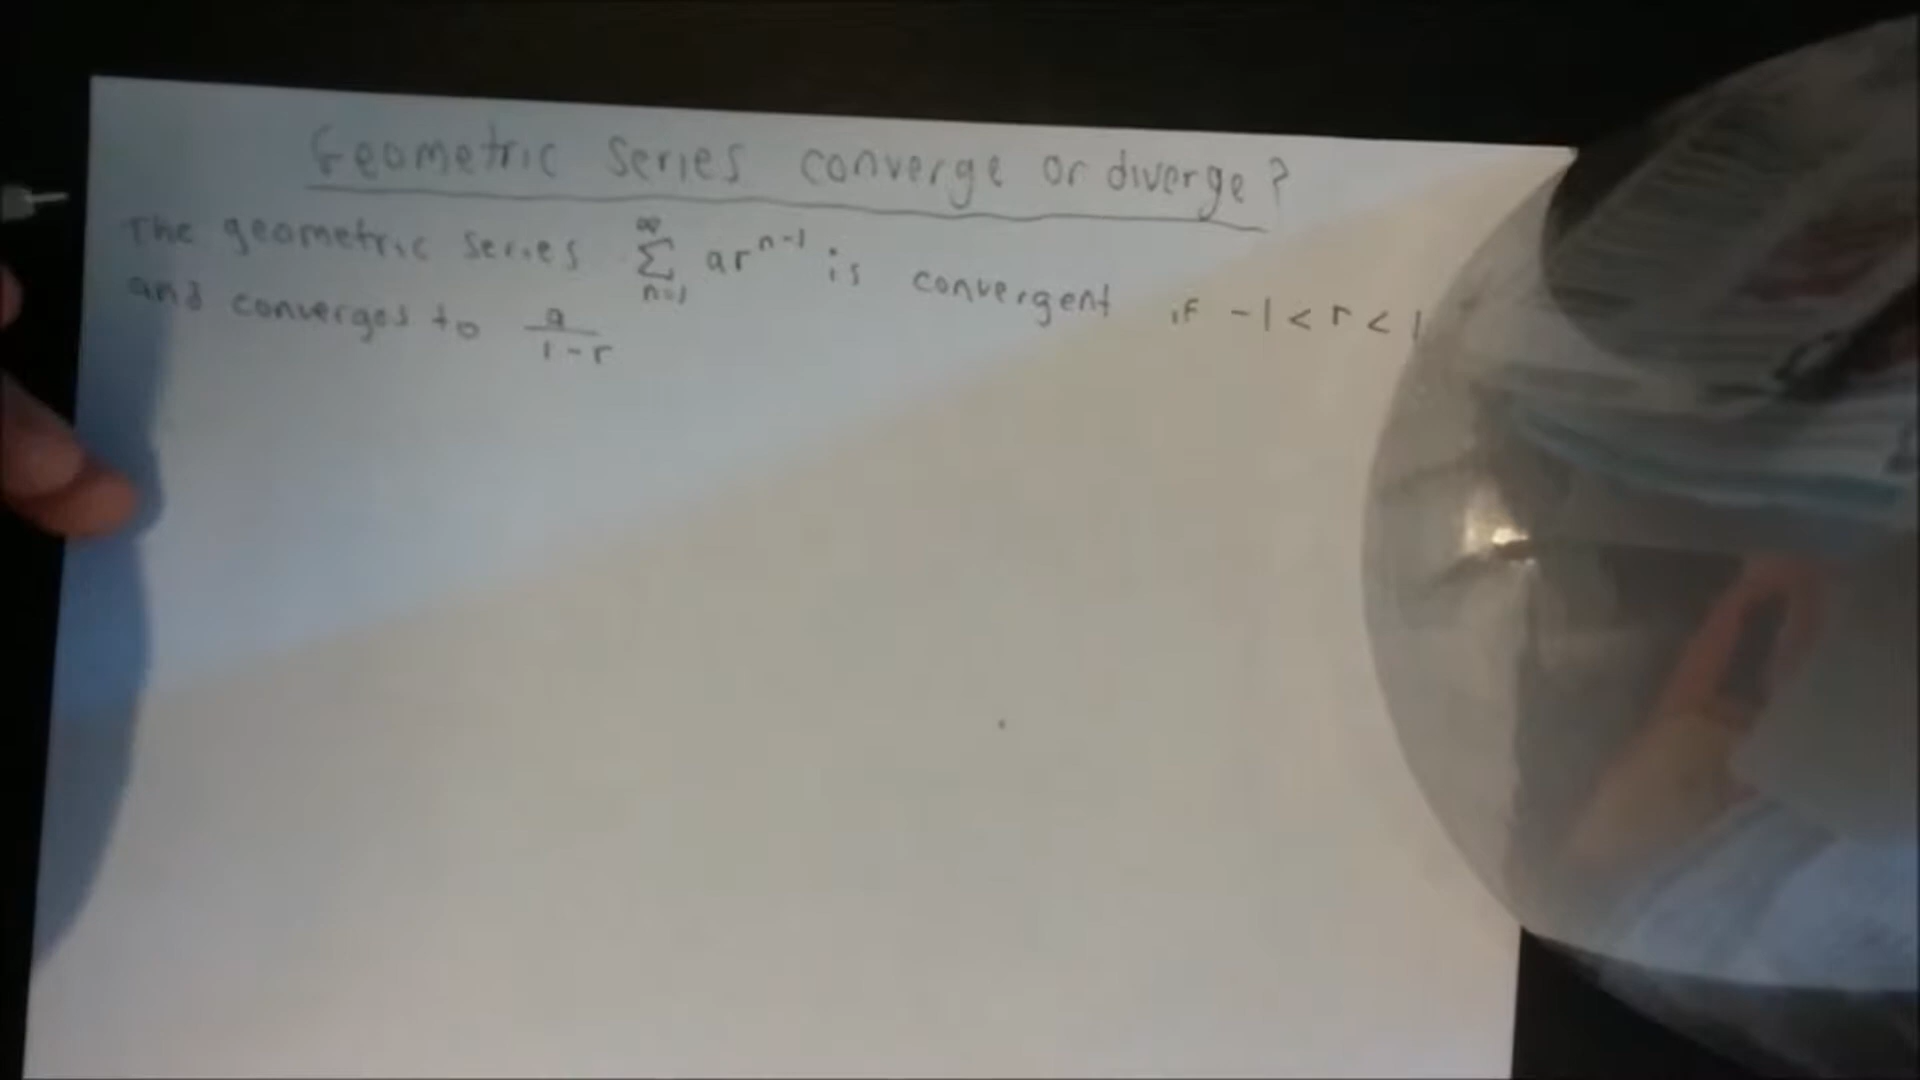 Geometric Series converge or diverge?
The geometric series ∞ Σ n=1 ar^(n-1) is convergent if -1 < r < 1
and converges to a/(1-r)